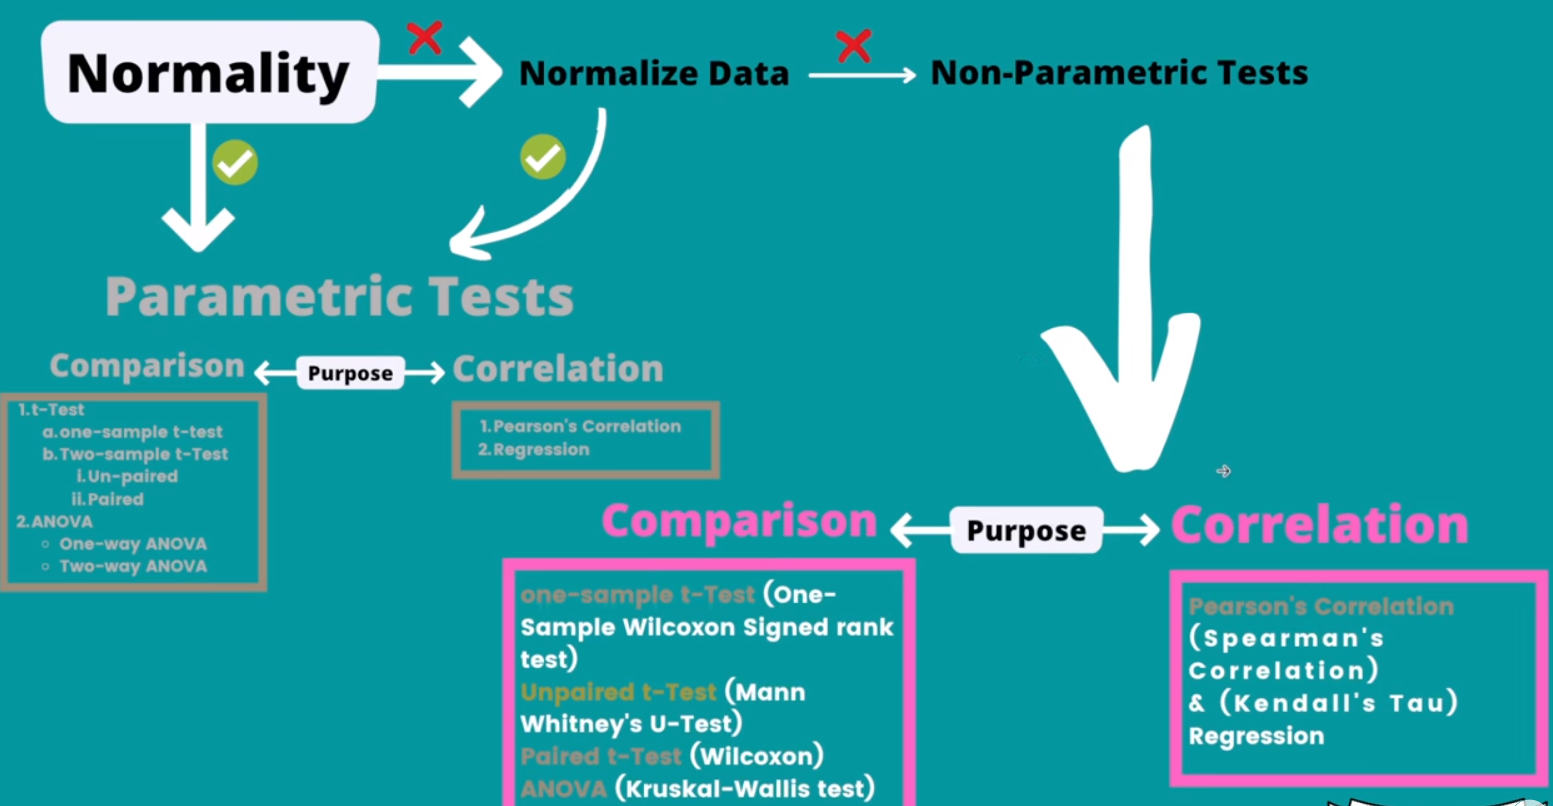 Normality
Normalize Data
Non-Parametric Tests
Parametric Tests
Comparison
Purpose
Correlation
1.t-Test
a.one-sample t-test
b.Two-sample t-Test
i.Un-paired
ii.Paired
2.ANOVA
One-way ANOVA
Two-way ANOVA
1.Pearson's Correlation
2.Regression
Comparison
Purpose
Correlation
one-sample t-Test (One-
Sample Wilcoxon Signed rank
test)
Unpaired t-Test (Mann
Whitney's U-Test)
Paired t-Test (Wilcoxon)
ANOVA (Kruskal-Wallis test)
Pearson's Correlation
(Spearman's
Correlation)
& (Kendall's Tau)
Regression